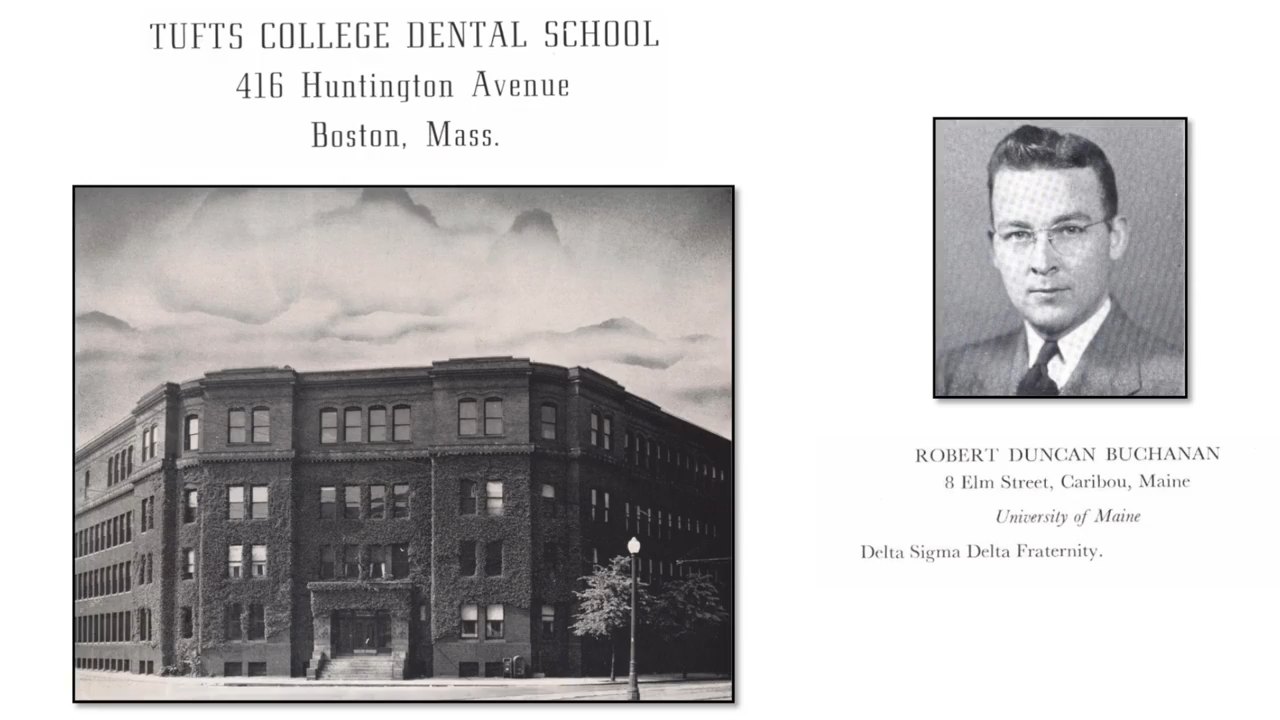 TUFTS COLLEGE DENTAL SCHOOL
416 Huntington Avenue
Boston, Mass.
ROBERT DUNCAN BUCHANAN
8 Elm Street, Caribou, Maine
University of Maine
Delta Sigma Delta Fraternity.